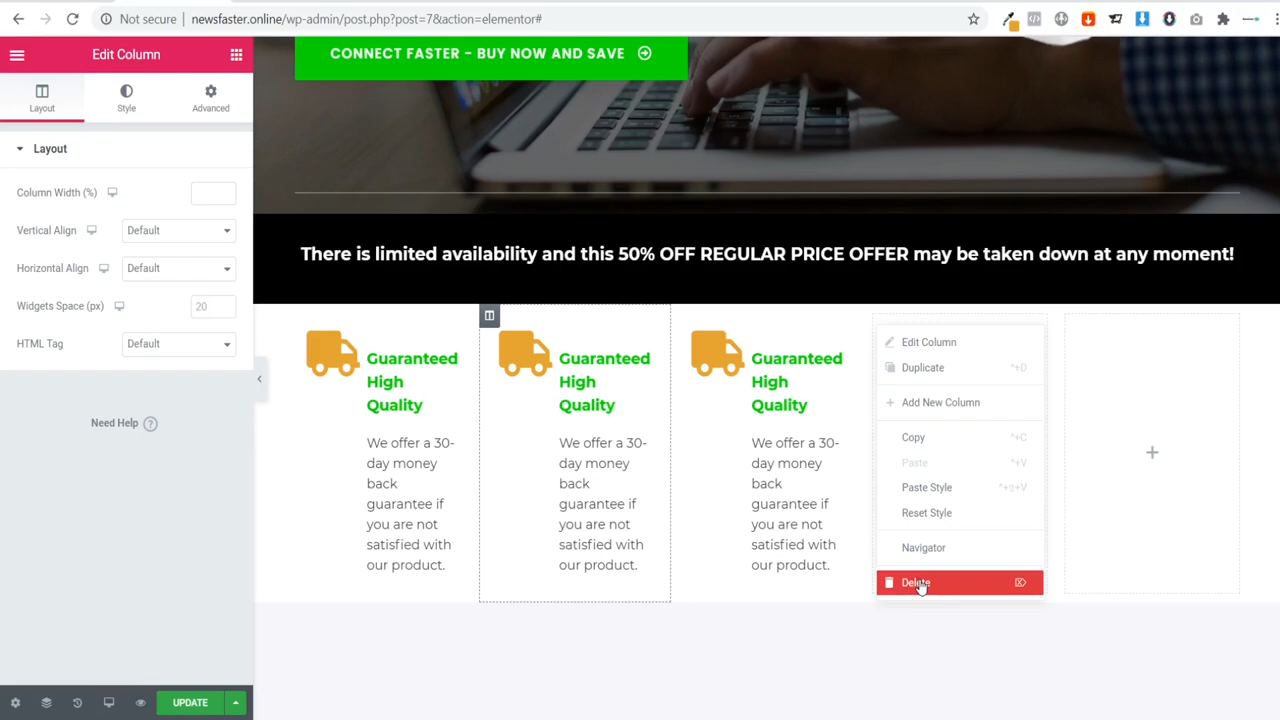 Not secure newsfaster.online/wp-admin/post.php?post=7&action=elementor#
Edit Column
Layout
Style
Advanced
Layout
Column Width (%)
Vertical Align
Default
Horizontal Align
Default
Widgets Space (px)
20
HTML Tag
Default
Need Help ?
UPDATE
CONNECT FASTER - BUY NOW AND SAVE
There is limited availability and this 50% OFF REGULAR PRICE OFFER may be taken down at any moment!
Guaranteed
High
Quality
We offer a 30-
day money
back
guarantee if
you are not
satisfied with
our product.
Guaranteed
High
Quality
We offer a 30-
day money
back
guarantee if
you are not
satisfied with
our product.
Guaranteed
High
Quality
We offer a 30-
day money
back
guarantee if
you are not
satisfied with
our product.
Edit Column
Duplicate ^+D
Add New Column
Copy ^+C
Paste ^+V
Paste Style ^+⇧+V
Reset Style
Navigator
Delete ⌦